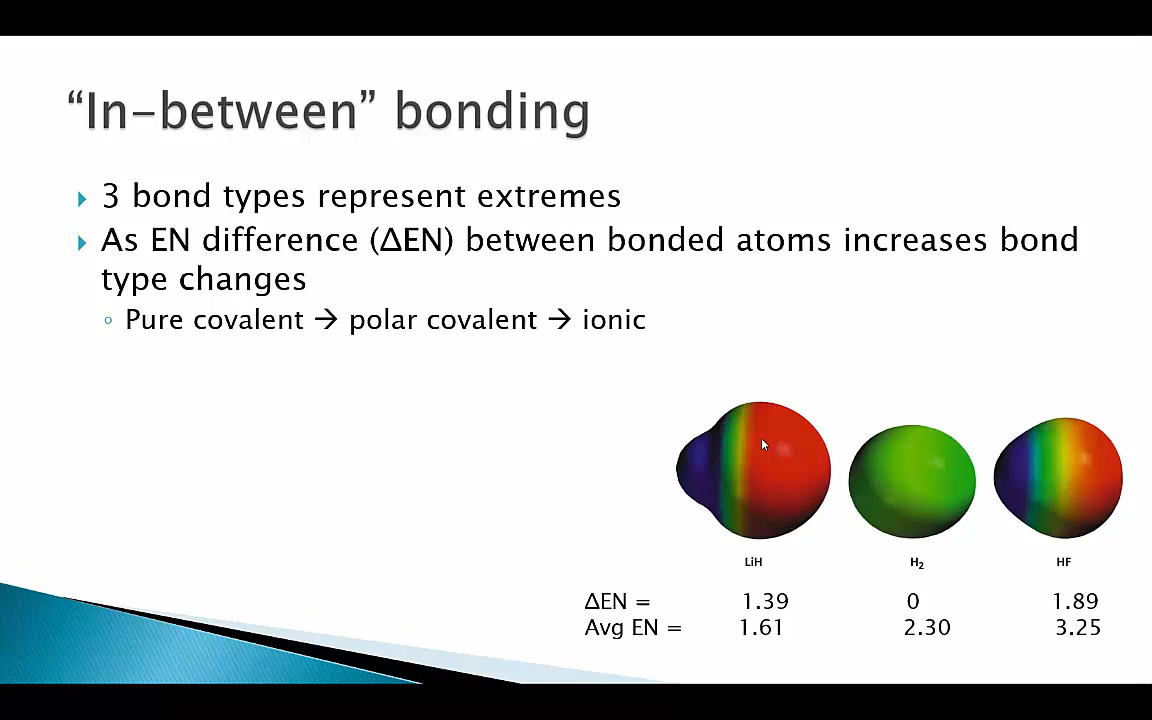 “In-between” bonding
3 bond types represent extremes
As EN difference (ΔEN) between bonded atoms increases bond
type changes
Pure covalent → polar covalent → ionic
LiH H₂ HF
ΔEN = 1.39 0 1.89
Avg EN = 1.61 2.30 3.25